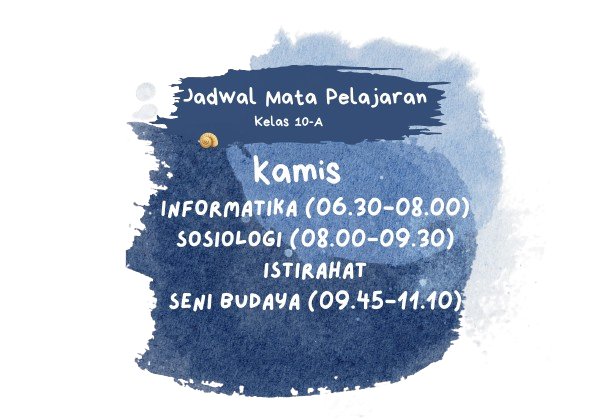 Jadwal Mata Pelajaran
Kelas 10-A
Kamis
INFORMATIKA (06.30-08.00)
SOSIOLOGI (08.00-09.30)
ISTIRAHAT
SENI BUDAYA (09.45-11.10)